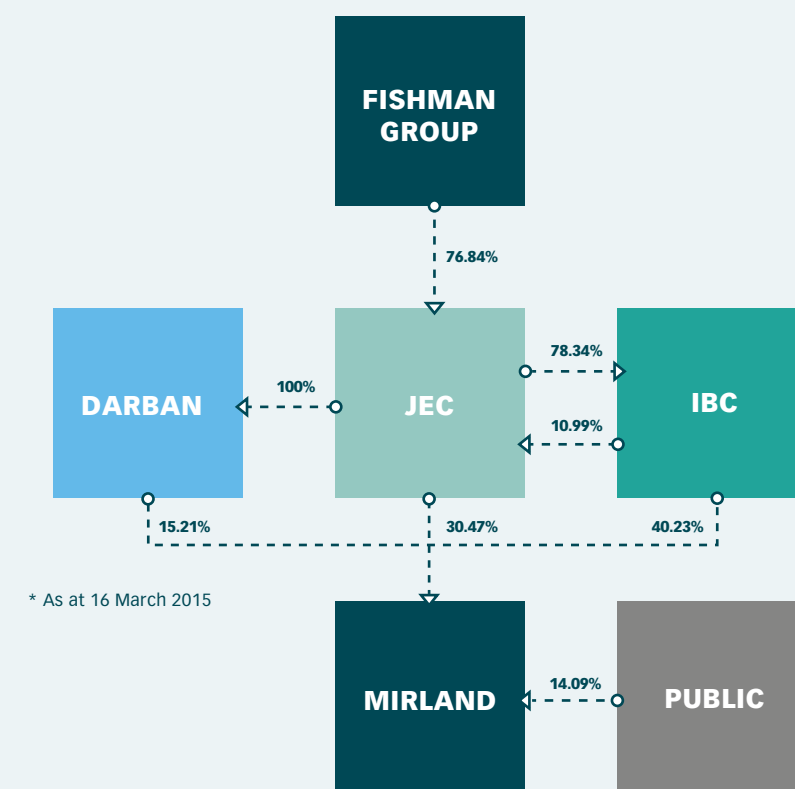 FISHMAN
GROUP
76.84%
DARBAN
100%
JEC
78.34%
10.99%
IBC
15.21%
30.47%
40.23%
* As at 16 March 2015
MIRLAND
14.09%
PUBLIC